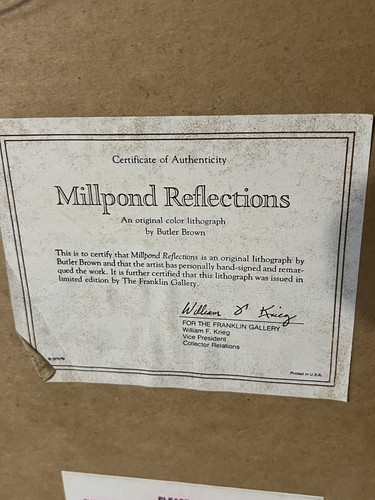 Certificate of Authenticity
Millpond Reflections
An original color lithograph
by Butler Brown
This is to certify that Millpond Reflections is an original lithograph by
Butler Brown and that the artist has personally hand-signed and remar-
qued the work. It is further certified that this lithograph was issued in
limited edition by The Franklin Gallery.
William F. Krieg
FOR THE FRANKLIN GALLERY
William F. Krieg
Vice President
Collector Relations
Printed in U.S.A.